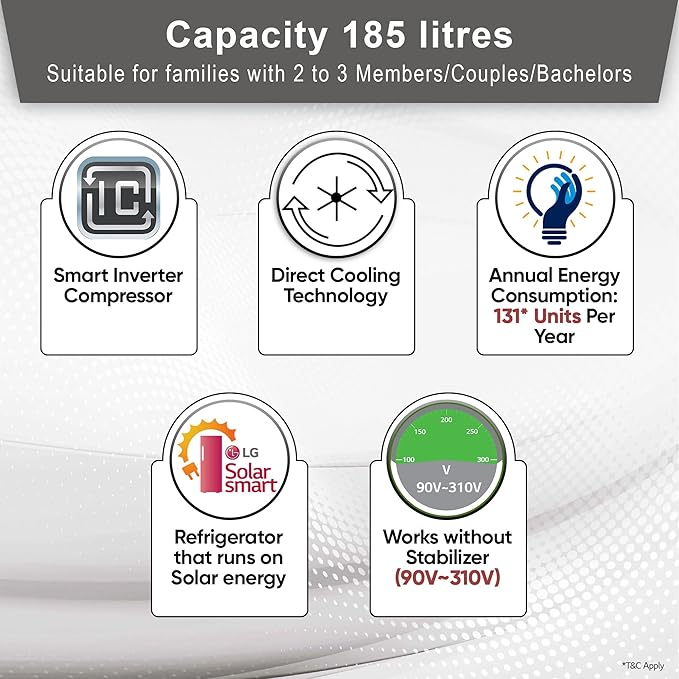 Capacity 185 litres
Suitable for families with 2 to 3 Members/Couples/Bachelors
IC
Smart Inverter
Compressor
Direct Cooling
Technology
Annual Energy
Consumption:
131* Units Per
Year
LG
Solar
smart
Refrigerator
that runs on
Solar energy
100 150 200 250 300
V
90V~310V
Works without
Stabilizer
(90V~310V)
*T&C Apply